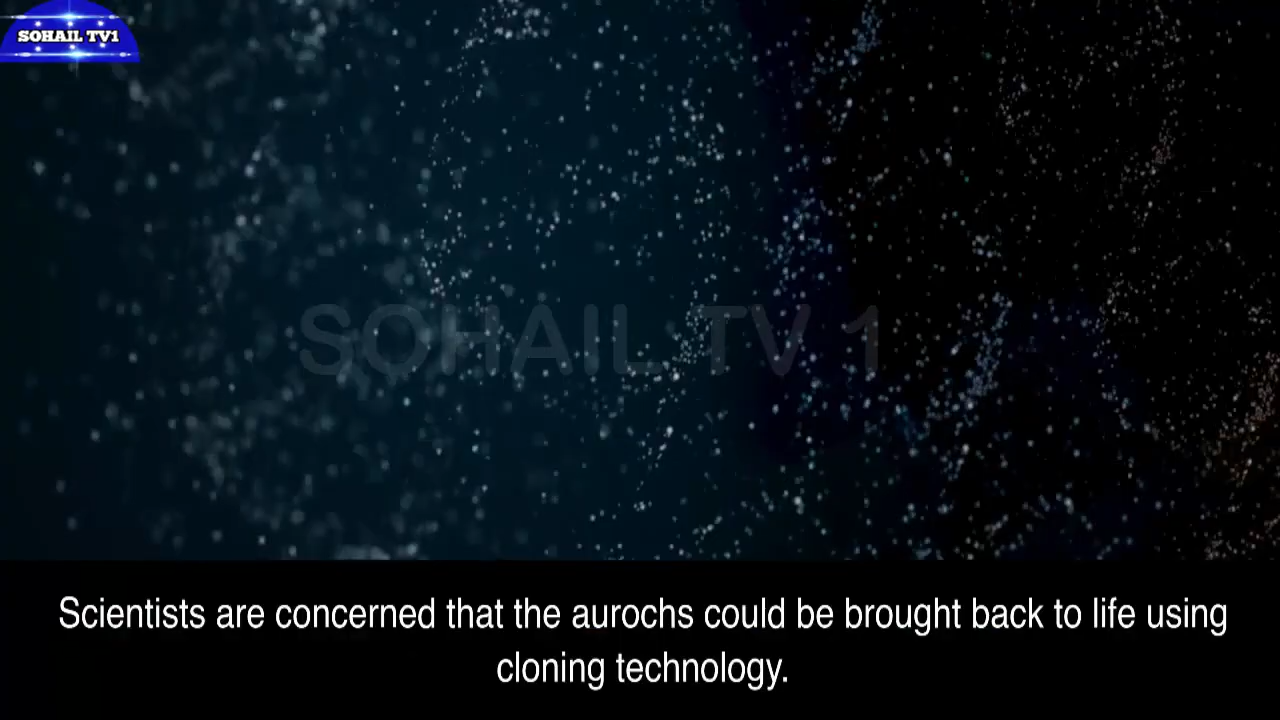 SOHAIL TV1
SOHAIL TV 1
Scientists are concerned that the aurochs could be brought back to life using
cloning technology.